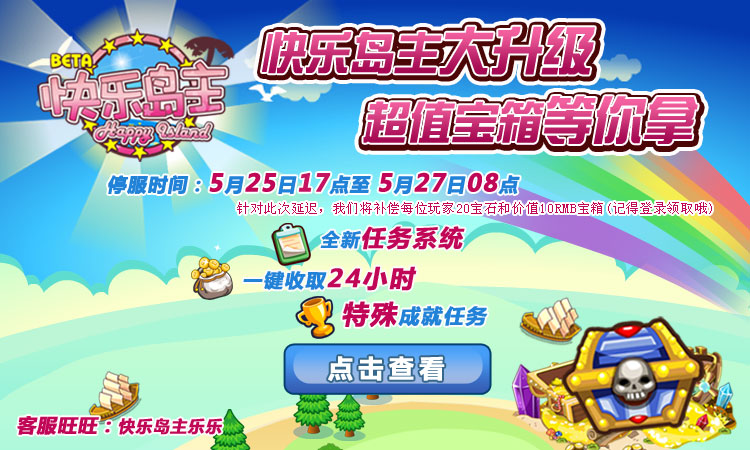 BETA
快乐岛主
Happy Island
快乐岛主大升级
超值宝箱等你拿
停服时间：5月25日17点至 5月27日08点
针对此次延迟，我们将补偿每位玩家20宝石和价值10RMB宝箱(记得登录领取哦)
全新任务系统
一键收取24小时
特殊成就任务
点击查看
客服旺旺：快乐岛主乐乐